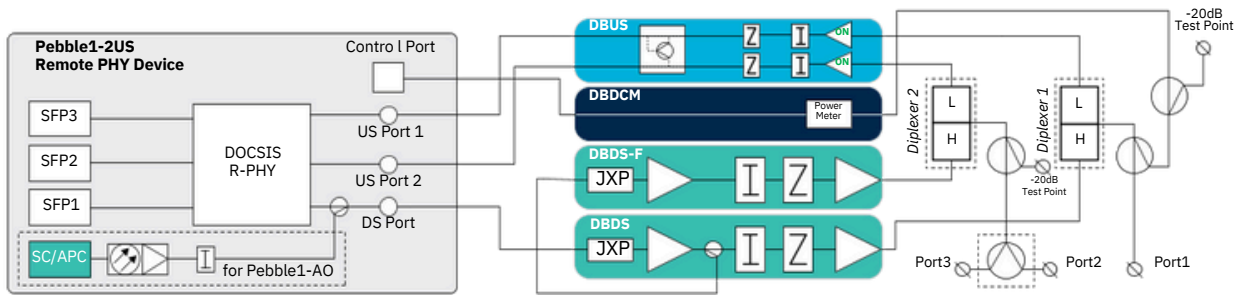 Pebble1-2US
Remote PHY Device
Contro l Port
SFP3
SFP2
SFP1
DOCSIS
R-PHY
US Port 1
US Port 2
DS Port
SC/APC
I
for Pebble1-AO
DBUS
Z
I
ON
Z
I
ON
DBDCM
Power
Meter
DBDS-F
JXP
I
Z
DBDS
JXP
I
Z
Diplexer 2
L
H
Diplexer 1
L
H
-20dB
Test Point
-20dB
Test Point
Port3
Port2
Port1